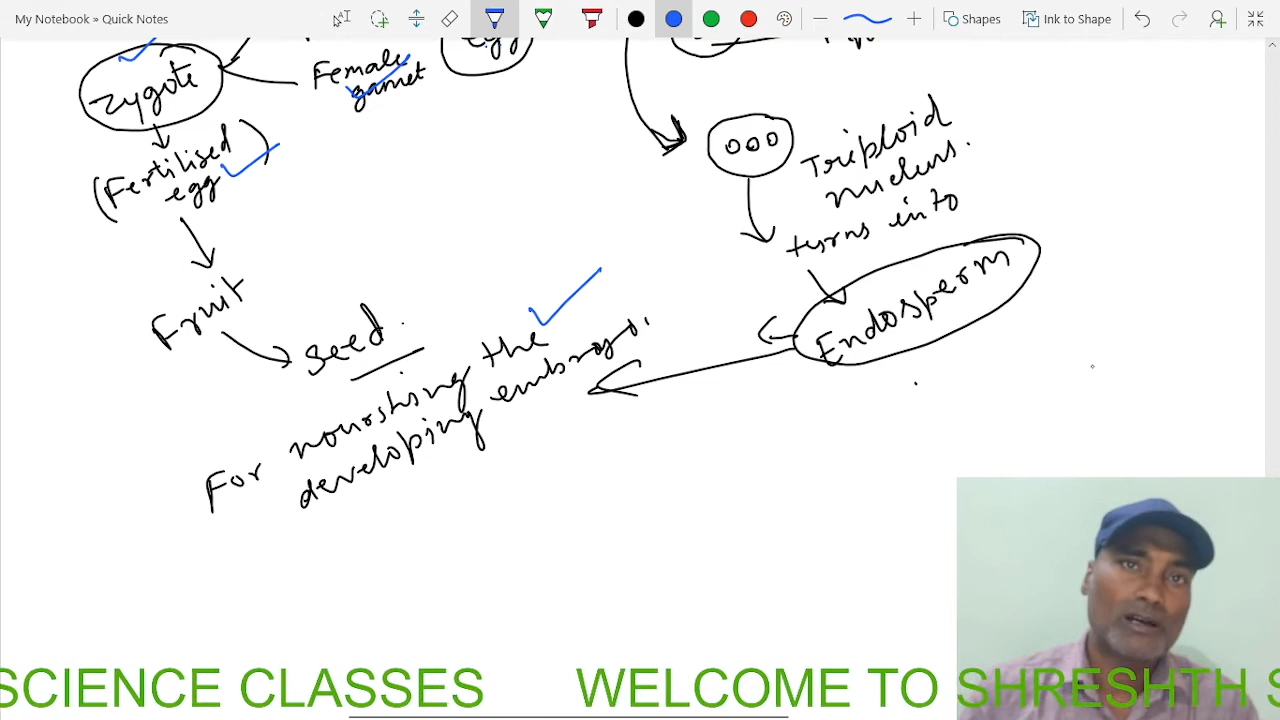 My Notebook » Quick Notes
Shapes
Ink to Shape
egg
Zygote
Female
gamet
(Fertilised
egg)
Fruit
Seed.
Triploid
nucleus.
turns into
Endosperm
For nourishing the
developing embryo
SCIENCE CLASSES WELCOME TO SHRESHTH S